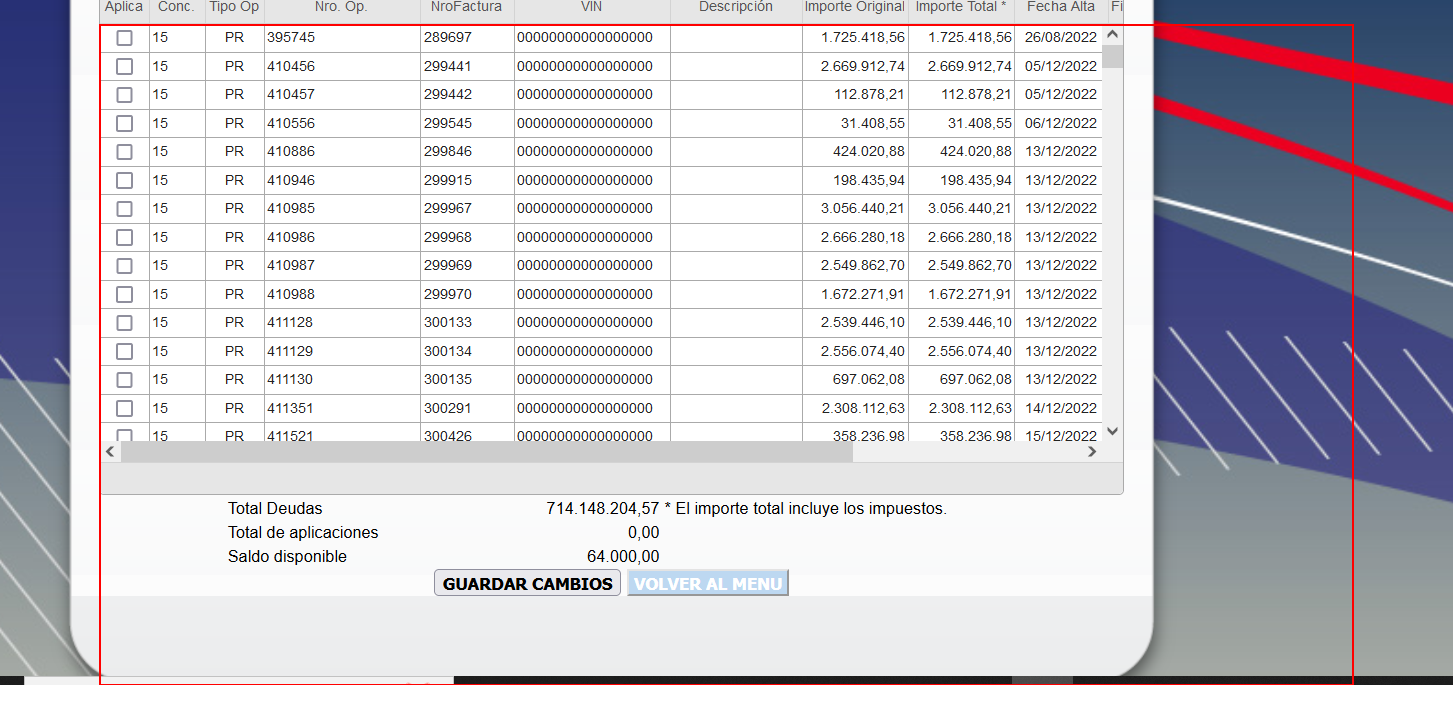 Aplica Conc. Tipo Op Nro. Op. NroFactura VIN Descripción Importe Original Importe Total * Fecha Alta Fi
15 PR 395745 289697 00000000000000000 1.725.418,56 1.725.418,56 26/08/2022
15 PR 410456 299441 00000000000000000 2.669.912,74 2.669.912,74 05/12/2022
15 PR 410457 299442 00000000000000000 112.878,21 112.878,21 05/12/2022
15 PR 410556 299545 00000000000000000 31.408,55 31.408,55 06/12/2022
15 PR 410886 299846 00000000000000000 424.020,88 424.020,88 13/12/2022
15 PR 410946 299915 00000000000000000 198.435,94 198.435,94 13/12/2022
15 PR 410985 299967 00000000000000000 3.056.440,21 3.056.440,21 13/12/2022
15 PR 410986 299968 00000000000000000 2.666.280,18 2.666.280,18 13/12/2022
15 PR 410987 299969 00000000000000000 2.549.862,70 2.549.862,70 13/12/2022
15 PR 410988 299970 00000000000000000 1.672.271,91 1.672.271,91 13/12/2022
15 PR 411128 300133 00000000000000000 2.539.446,10 2.539.446,10 13/12/2022
15 PR 411129 300134 00000000000000000 2.556.074,40 2.556.074,40 13/12/2022
15 PR 411130 300135 00000000000000000 697.062,08 697.062,08 13/12/2022
15 PR 411351 300291 00000000000000000 2.308.112,63 2.308.112,63 14/12/2022
15 PR 411521 300426 00000000000000000 358.236,98 358.236,98 15/12/2022
Total Deudas 714.148.204,57 * El importe total incluye los impuestos.
Total de aplicaciones 0,00
Saldo disponible 64.000,00
GUARDAR CAMBIOS VOLVER AL MENU